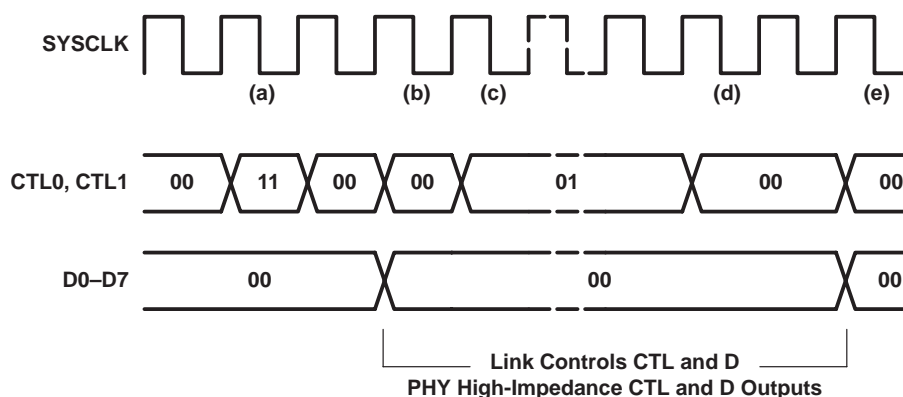 SYSCLK
(a) (b) (c) (d) (e)
CTL0, CTL1 00 11 00 00 01 00 00
D0–D7 00 00 00
Link Controls CTL and D
PHY High-Impedance CTL and D Outputs